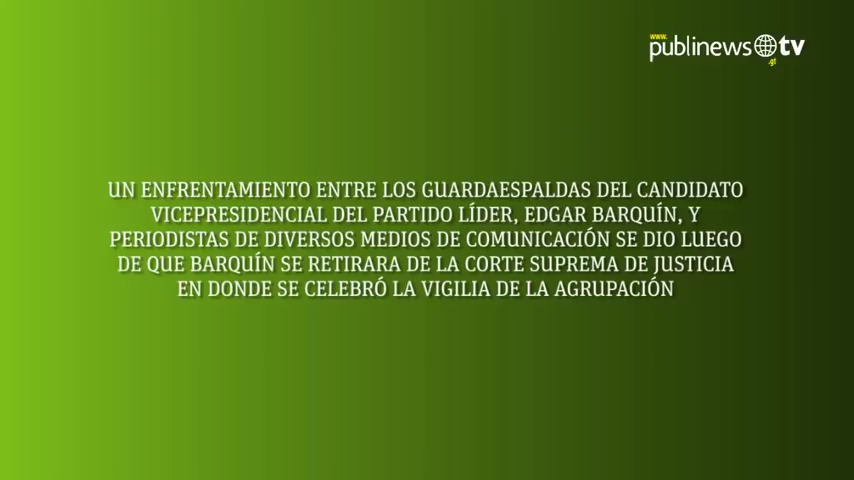 www.
publinews tv
.gt
UN ENFRENTAMIENTO ENTRE LOS GUARDAESPALDAS DEL CANDIDATO
VICEPRESIDENCIAL DEL PARTIDO LÍDER, EDGAR BARQUÍN, Y
PERIODISTAS DE DIVERSOS MEDIOS DE COMUNICACIÓN SE DIO LUEGO
DE QUE BARQUÍN SE RETIRARA DE LA CORTE SUPREMA DE JUSTICIA
EN DONDE SE CELEBRÓ LA VIGILIA DE LA AGRUPACIÓN